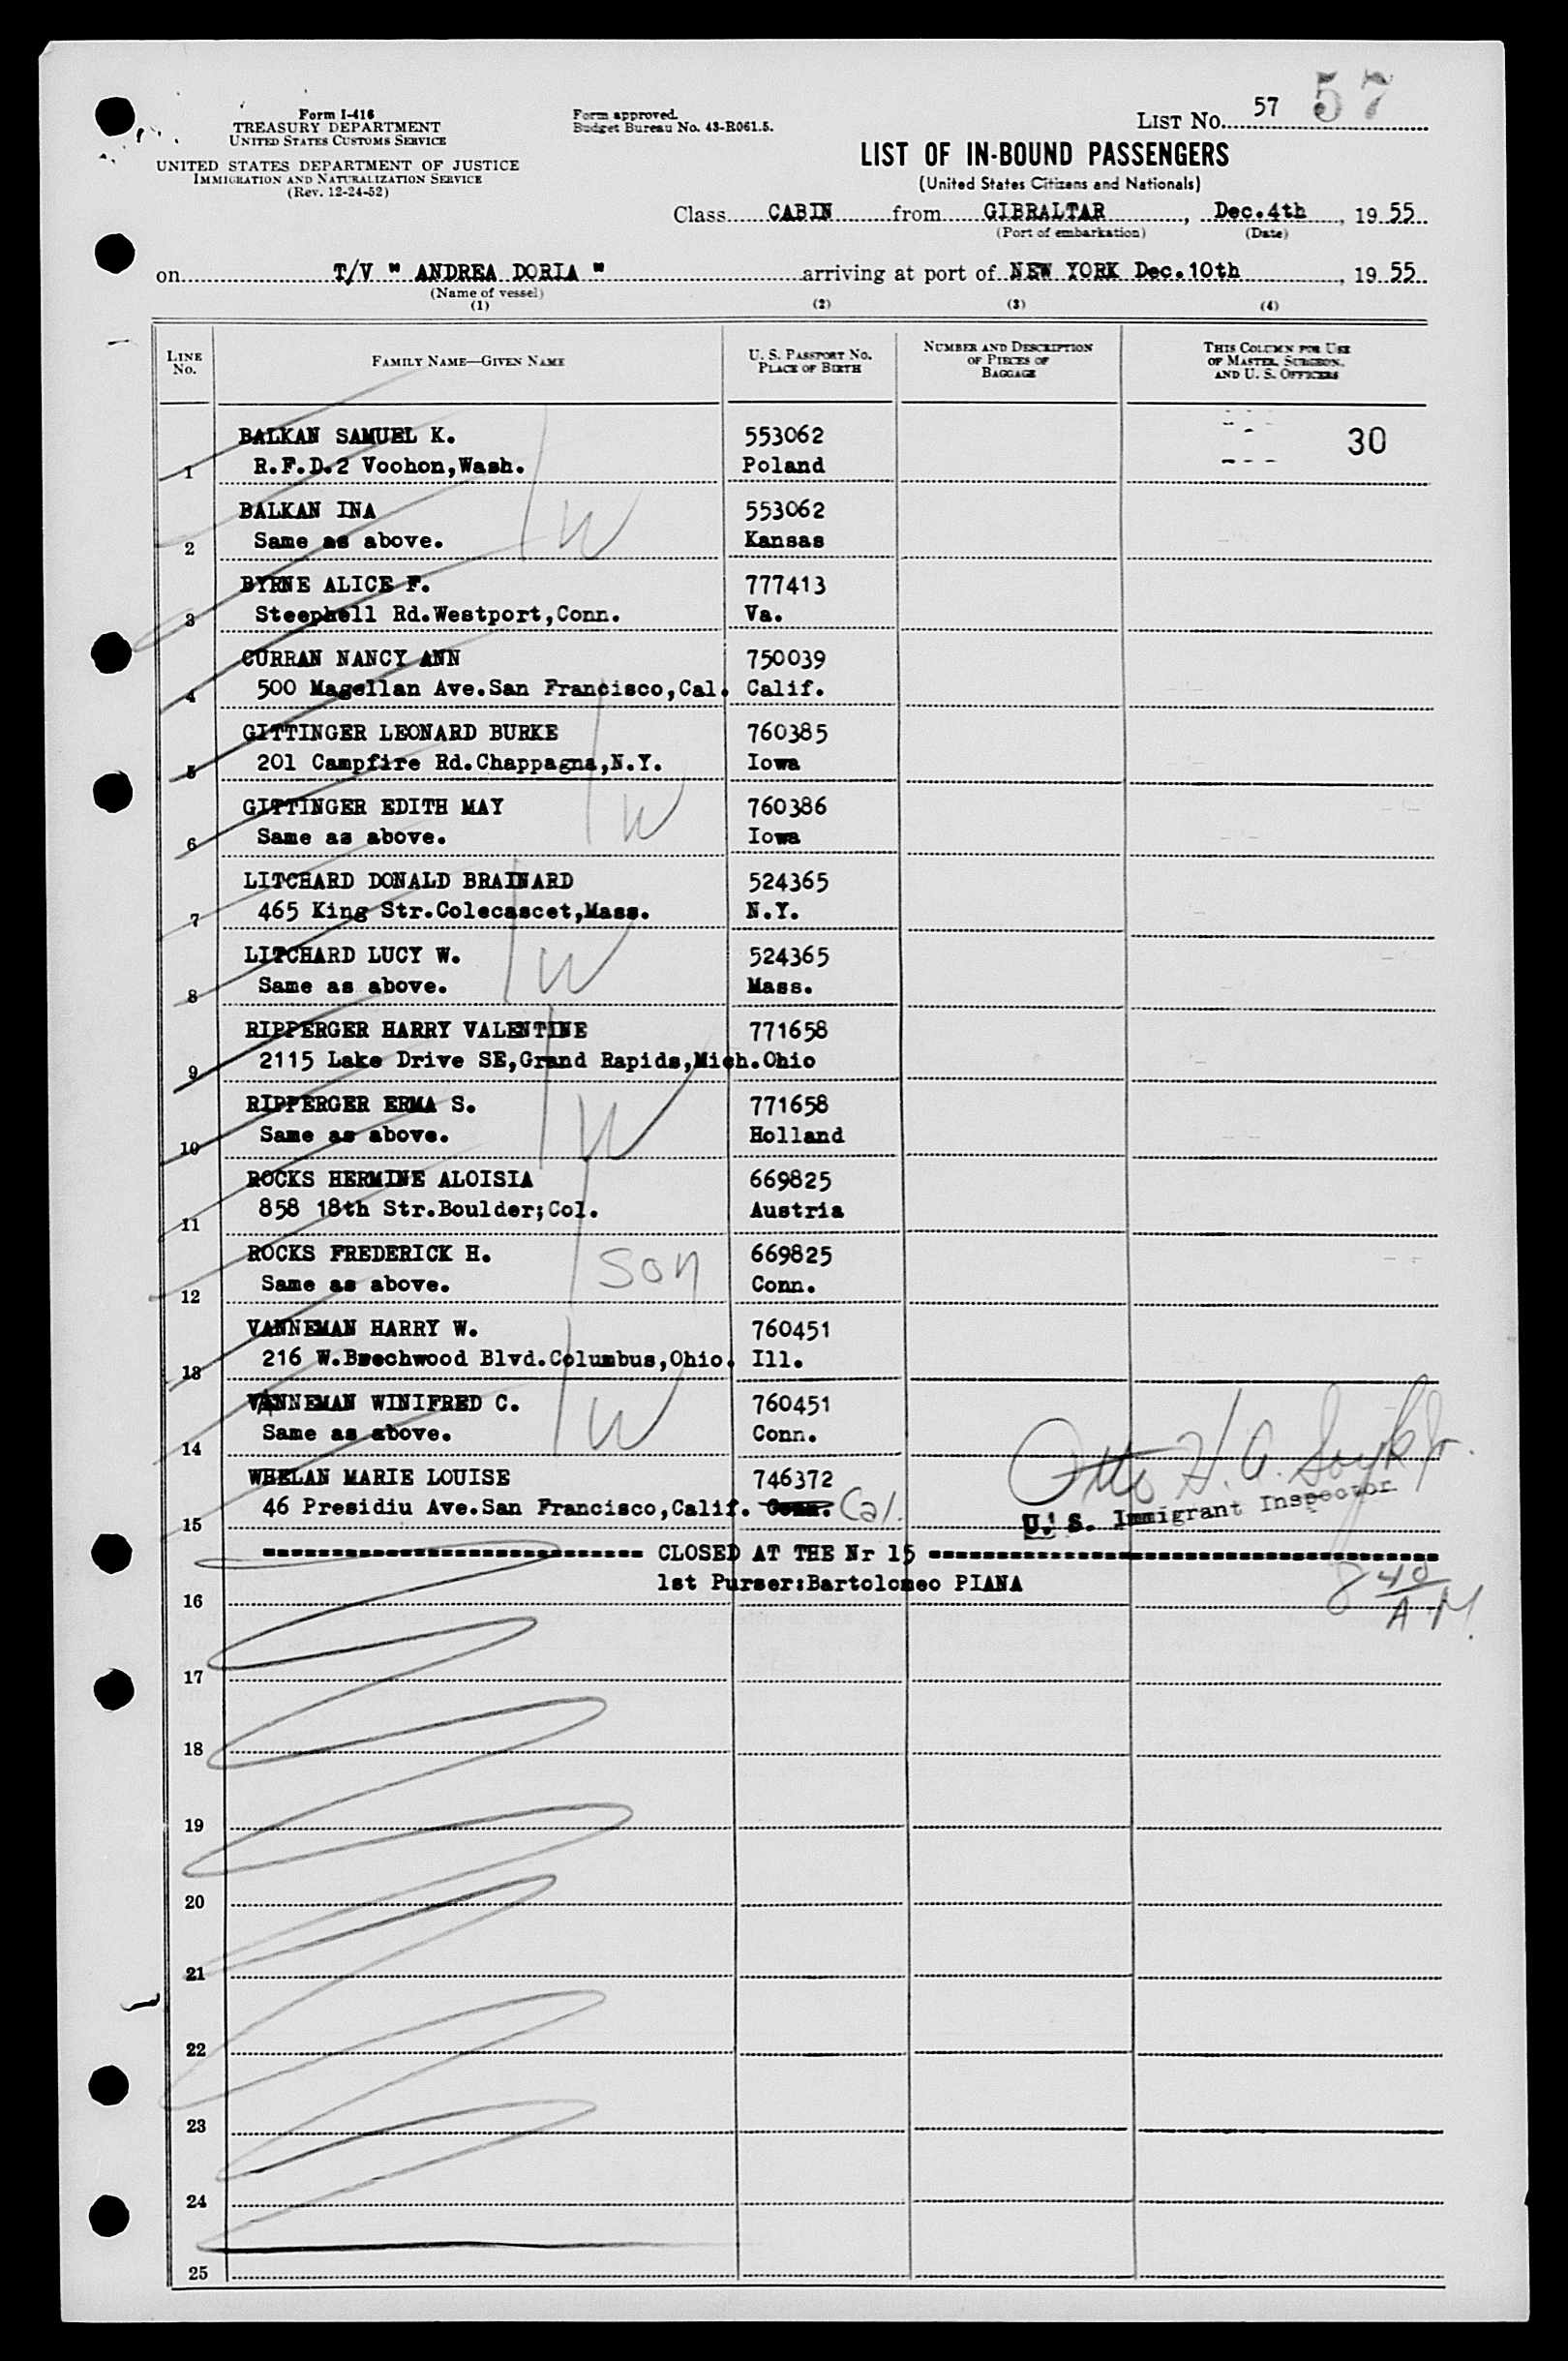 Form I-416
TREASURY DEPARTMENT
UNITED STATES CUSTOMS SERVICE
UNITED STATES DEPARTMENT OF JUSTICE
IMMIGRATION AND NATURALIZATION SERVICE
(Rev. 12-24-52)
Form approved.
Budget Bureau No. 43-R061.5.
LIST No. 57 57
LIST OF IN-BOUND PASSENGERS
(United States Citizens and Nationals)
Class CABIN from GIBRALTAR, Dec.4th, 19 55
(Port of embarkation) (Date)
on T/V " ANDREA DORIA " arriving at port of NEW YORK Dec.10th, 19 55
(Name of vessel)
(1) (2) (3) (4)
LINE No. FAMILY NAME—GIVEN NAME U. S. PASSPORT No. PLACE OF BIRTH NUMBER AND DESCRIPTION OF PIECES OF BAGGAGE THIS COLUMN FOR USE OF MASTER, SURGEON, AND U. S. OFFICERS
BALKAN SAMUEL K. 553062 30
1 R.F.D.2 Voohon,Wash. Poland
BALKAN INA 553062
2 Same as above. W Kansas
BYRNE ALICE F. 777413
3 Steephell Rd.Westport,Conn. Va.
CURRAN NANCY ANN 750039
4 500 Magellan Ave.San Francisco,Cal. Calif.
GITTINGER LEONARD BURKE 760385
5 201 Campfire Rd.Chappagna,N.Y. Iowa
GITTINGER EDITH MAY 760386
6 Same as above. W Iowa
LITCHARD DONALD BRAINARD 524365
7 465 King Str.Colecascet,Mass. N.Y.
LITCHARD LUCY W. 524365
8 Same as above. W Mass.
RIPPERGER HARRY VALENTINE 771658
9 2115 Lake Drive SE,Grand Rapids,Mich.Ohio
RIPPERGER ERMA S. 771658
10 Same as above. W Holland
ROCKS HERMINE ALOISIA 669825
11 858 18th Str.Boulder;Col. Austria
ROCKS FREDERICK H. 669825
12 Same as above. Son Conn.
VANNEMAN HARRY W. 760451
13 216 W.Beechwood Blvd.Columbus,Ohio. Ill.
VANNEMAN WINIFRED C. 760451
14 Same as above. W Conn.
WHELAN MARIE LOUISE 746372
15 46 Presidiu Ave.San Francisco,Calif. Conn. Cal.
Otto H. A.
U. S. Immigrant Inspector
CLOSED AT THE Nr 15
1st Purser:Bartolomeo PIANA
8 40 A.M.
16
17
18
19
20
21
22
23
24
25